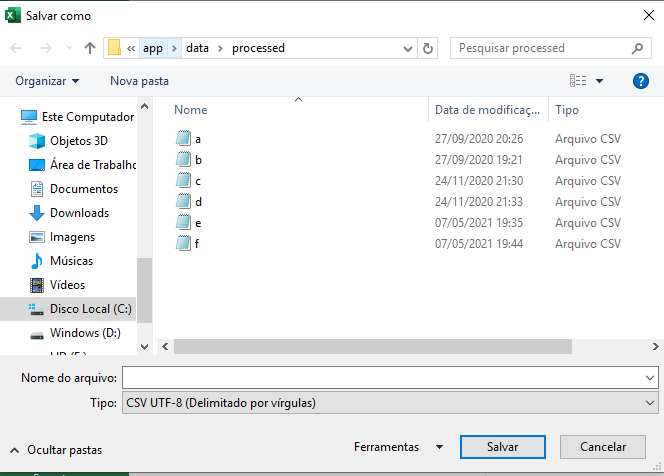 Salvar como
« app > data > processed
Pesquisar processed
Organizar
Nova pasta
Este Computador
Objetos 3D
Área de Trabalho
Documentos
Downloads
Imagens
Músicas
Vídeos
Disco Local (C:)
Windows (D:)
Nome Data de modificaç... Tipo
a 27/09/2020 20:26 Arquivo CSV
b 27/09/2020 19:21 Arquivo CSV
c 24/11/2020 21:30 Arquivo CSV
d 24/11/2020 21:33 Arquivo CSV
e 07/05/2021 19:35 Arquivo CSV
f 07/05/2021 19:44 Arquivo CSV
Nome do arquivo:
Tipo: CSV UTF-8 (Delimitado por vírgulas)
Ocultar pastas
Ferramentas
Salvar
Cancelar